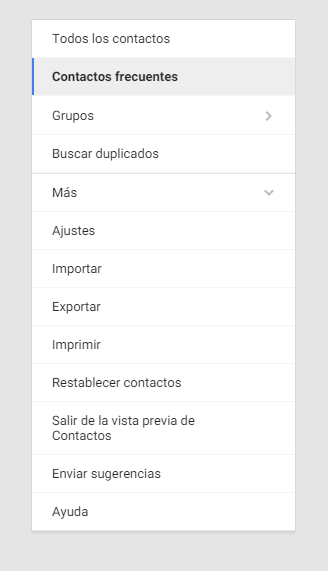 Todos los contactos
Contactos frecuentes
Grupos
Buscar duplicados
Más
Ajustes
Importar
Exportar
Imprimir
Restablecer contactos
Salir de la vista previa de
Contactos
Enviar sugerencias
Ayuda